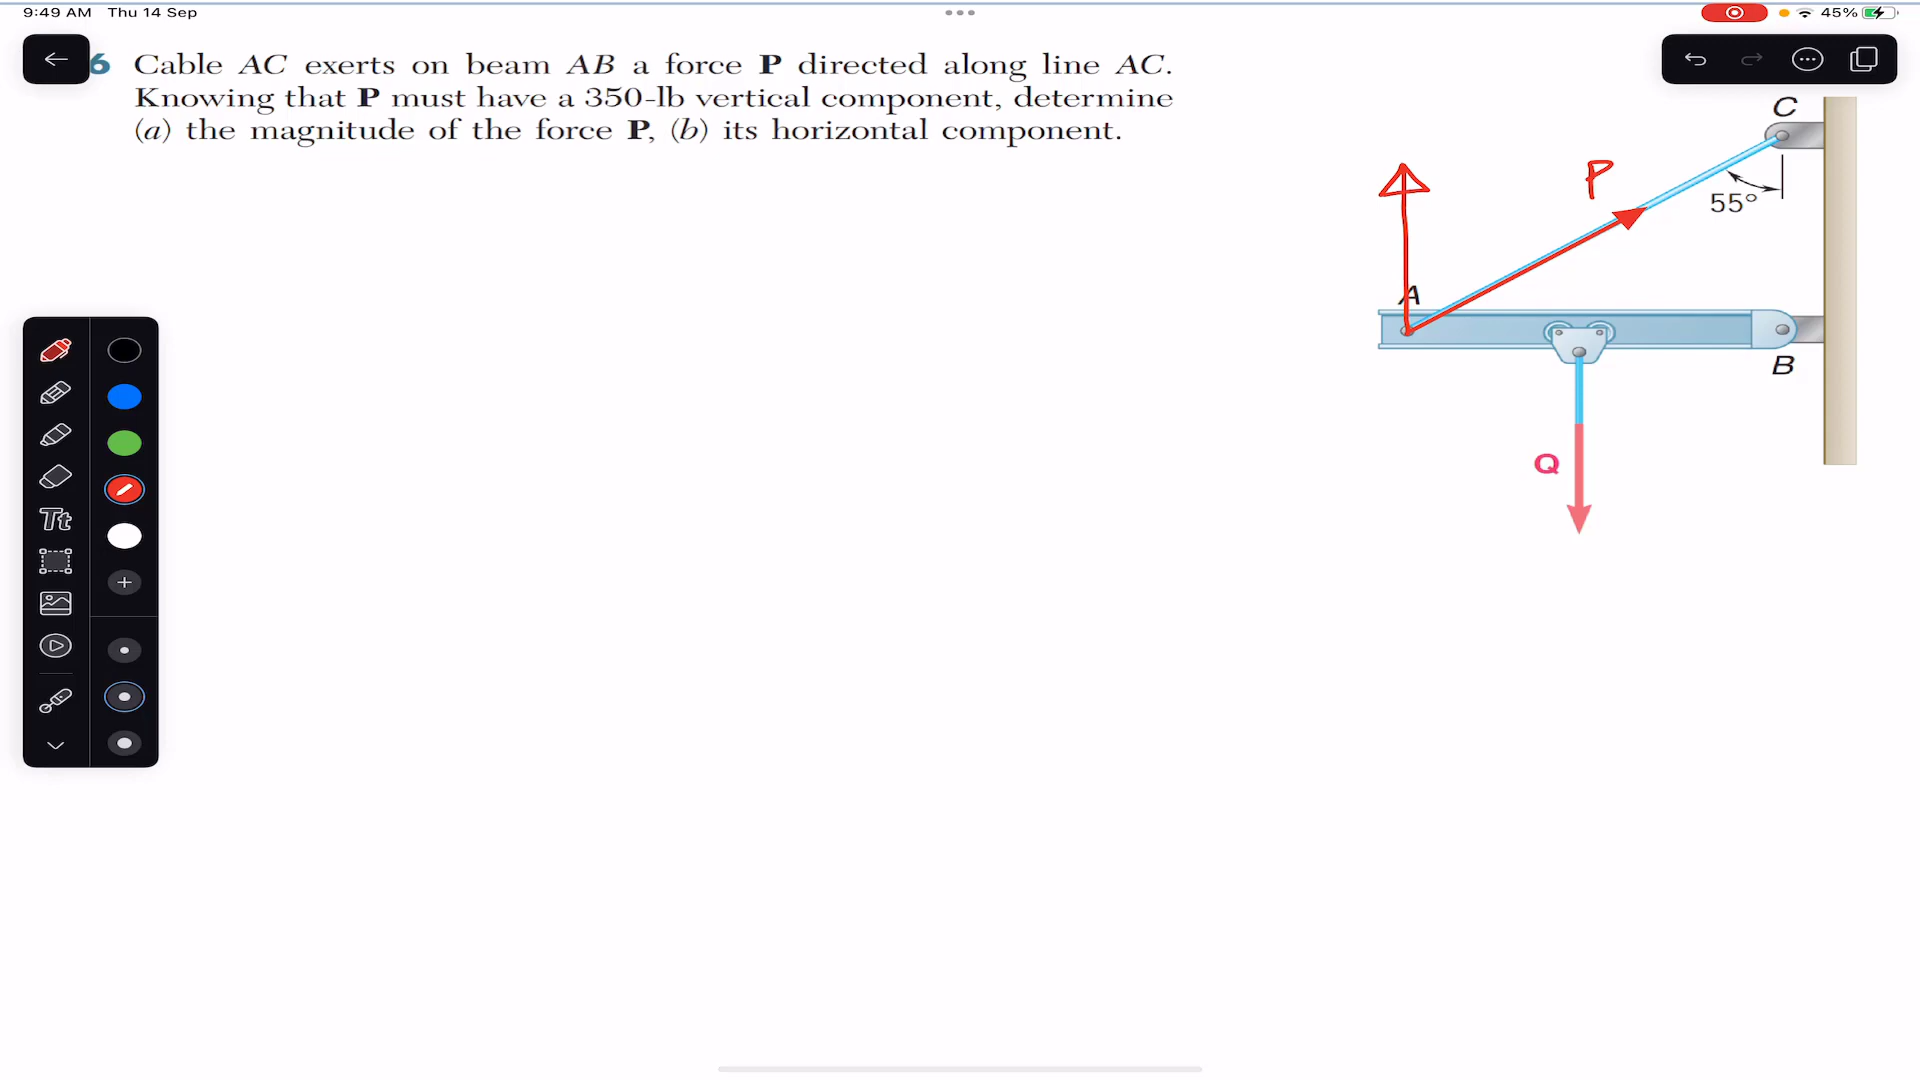 9:49 AM Thu 14 Sep
45%
6 Cable AC exerts on beam AB a force P directed along line AC.
Knowing that P must have a 350-lb vertical component, determine
(a) the magnitude of the force P, (b) its horizontal component.
C
P
55°
A
B
Q
Tt